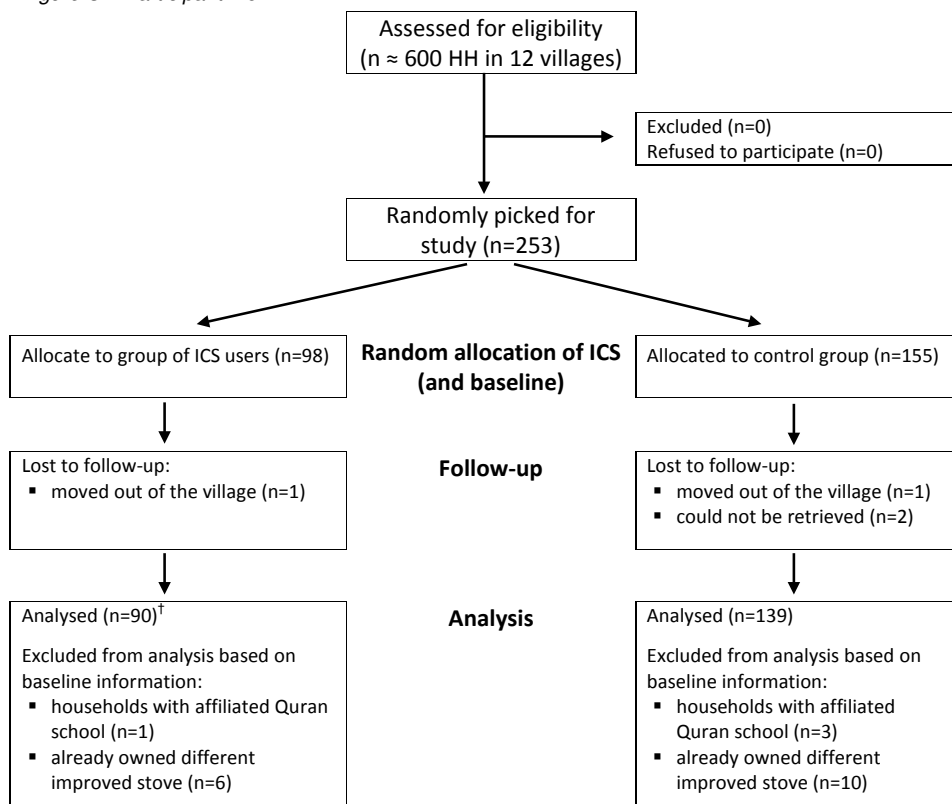 Assessed for eligibility
(n ≈ 600 HH in 12 villages)
Excluded (n=0)
Refused to participate (n=0)
Randomly picked for
study (n=253)
Allocate to group of ICS users (n=98)
Random allocation of ICS
(and baseline)
Allocated to control group (n=155)
Lost to follow-up:
▪ moved out of the village (n=1)
Follow-up
Lost to follow-up:
▪ moved out of the village (n=1)
▪ could not be retrieved (n=2)
Analysed (n=90)†
Excluded from analysis based on
baseline information:
▪ households with affiliated Quran
school (n=1)
▪ already owned different
improved stove (n=6)
Analysis
Analysed (n=139)
Excluded from analysis based on
baseline information:
▪ households with affiliated
Quran school (n=3)
▪ already owned different
improved stove (n=10)